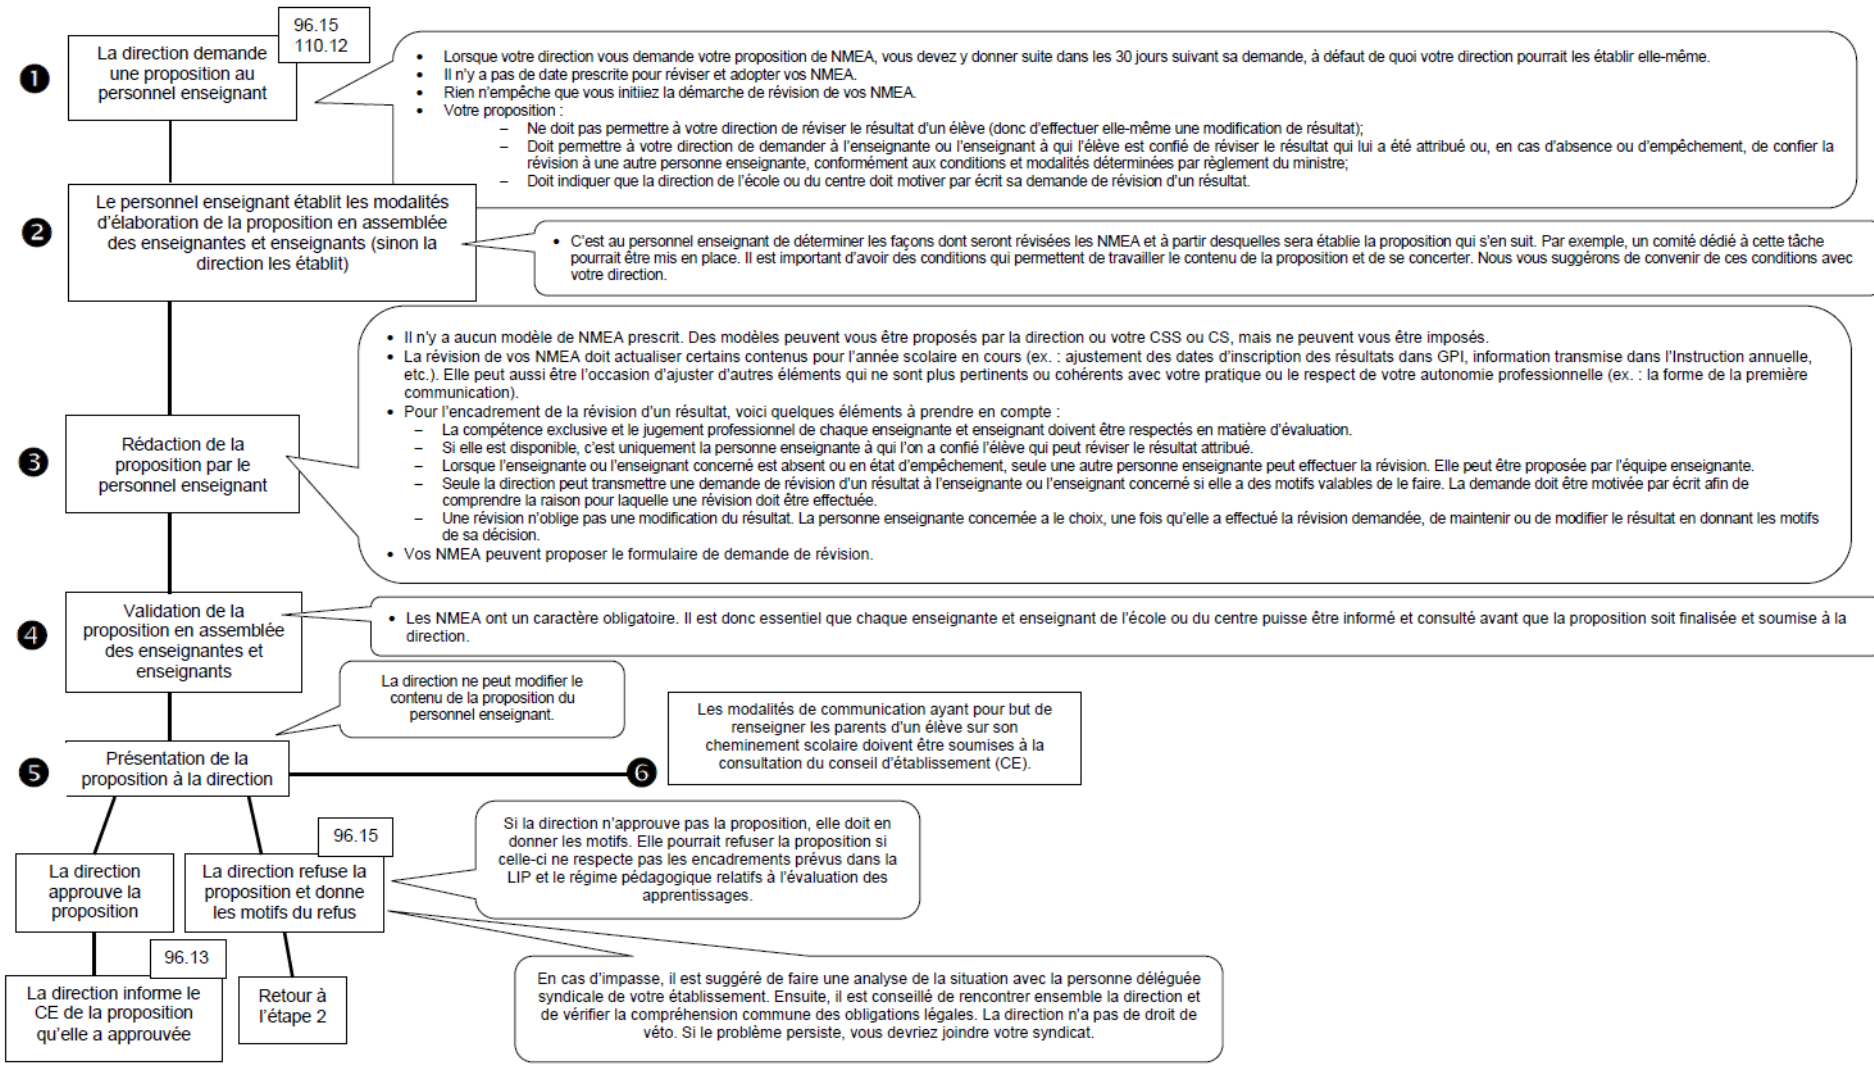 96.15
110.12
❶
La direction demande
une proposition au
personnel enseignant
• Lorsque votre direction vous demande votre proposition de NMEA, vous devez y donner suite dans les 30 jours suivant sa demande, à défaut de quoi votre direction pourrait les établir elle-même.
• Il n'y a pas de date prescrite pour réviser et adopter vos NMEA.
• Rien n'empêche que vous initiiez la démarche de révision de vos NMEA.
• Votre proposition :
– Ne doit pas permettre à votre direction de réviser le résultat d'un élève (donc d'effectuer elle-même une modification de résultat);
– Doit permettre à votre direction de demander à l'enseignante ou l'enseignant à qui l'élève est confié de réviser le résultat qui lui a été attribué ou, en cas d'absence ou d'empêchement, de confier la
révision à une autre personne enseignante, conformément aux conditions et modalités déterminées par règlement du ministre;
– Doit indiquer que la direction de l'école ou du centre doit motiver par écrit sa demande de révision d'un résultat.
❷
Le personnel enseignant établit les modalités
d'élaboration de la proposition en assemblée
des enseignantes et enseignants (sinon la
direction les établit)
• C'est au personnel enseignant de déterminer les façons dont seront révisées les NMEA et à partir desquelles sera établie la proposition qui s'en suit. Par exemple, un comité dédié à cette tâche
pourrait être mis en place. Il est important d'avoir des conditions qui permettent de travailler le contenu de la proposition et de se concerter. Nous vous suggérons de convenir de ces conditions avec
votre direction.
❸
Rédaction de la
proposition par le
personnel enseignant
• Il n'y a aucun modèle de NMEA prescrit. Des modèles peuvent vous être proposés par la direction ou votre CSS ou CS, mais ne peuvent vous être imposés.
• La révision de vos NMEA doit actualiser certains contenus pour l'année scolaire en cours (ex. : ajustement des dates d'inscription des résultats dans GPI, information transmise dans l'Instruction annuelle,
etc.). Elle peut aussi être l'occasion d'ajuster d'autres éléments qui ne sont plus pertinents ou cohérents avec votre pratique ou le respect de votre autonomie professionnelle (ex. : la forme de la première
communication).
• Pour l'encadrement de la révision d'un résultat, voici quelques éléments à prendre en compte :
– La compétence exclusive et le jugement professionnel de chaque enseignante et enseignant doivent être respectés en matière d'évaluation.
– Si elle est disponible, c'est uniquement la personne enseignante à qui l'on a confié l'élève qui peut réviser le résultat attribué.
– Lorsque l'enseignante ou l'enseignant concerné est absent ou en état d'empêchement, seule une autre personne enseignante peut effectuer la révision. Elle peut être proposée par l'équipe enseignante.
– Seule la direction peut transmettre une demande de révision d'un résultat à l'enseignante ou l'enseignant concerné si elle a des motifs valables de le faire. La demande doit être motivée par écrit afin de
comprendre la raison pour laquelle une révision doit être effectuée.
– Une révision n'oblige pas une modification du résultat. La personne enseignante concernée a le choix, une fois qu'elle a effectué la révision demandée, de maintenir ou de modifier le résultat en donnant les motifs
de sa décision.
• Vos NMEA peuvent proposer le formulaire de demande de révision.
❹
Validation de la
proposition en assemblée
des enseignantes et
enseignants
• Les NMEA ont un caractère obligatoire. Il est donc essentiel que chaque enseignante et enseignant de l'école ou du centre puisse être informé et consulté avant que la proposition soit finalisée et soumise à la
direction.
La direction ne peut modifier le
contenu de la proposition du
personnel enseignant.
❺
Présentation de la
proposition à la direction
❻
Les modalités de communication ayant pour but de
renseigner les parents d'un élève sur son
cheminement scolaire doivent être soumises à la
consultation du conseil d'établissement (CE).
La direction
approuve la
proposition
96.15
La direction refuse la
proposition et donne
les motifs du refus
Si la direction n'approuve pas la proposition, elle doit en
donner les motifs. Elle pourrait refuser la proposition si
celle-ci ne respecte pas les encadrements prévus dans la
LIP et le régime pédagogique relatifs à l'évaluation des
apprentissages.
96.13
La direction informe le
CE de la proposition
qu'elle a approuvée
Retour à
l'étape 2
En cas d'impasse, il est suggéré de faire une analyse de la situation avec la personne déléguée
syndicale de votre établissement. Ensuite, il est conseillé de rencontrer ensemble la direction et
de vérifier la compréhension commune des obligations légales. La direction n'a pas de droit de
véto. Si le problème persiste, vous devriez joindre votre syndicat.